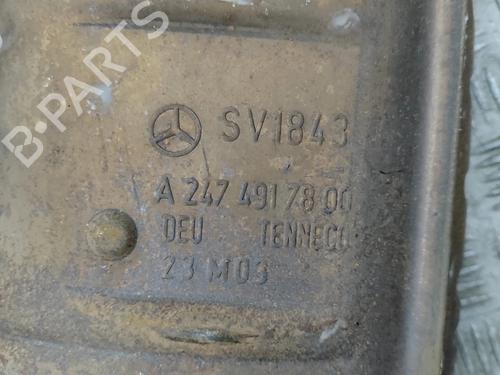 B-PARTS
SV1843
A 247 491 78 00
DEU TENNECO
23 M03